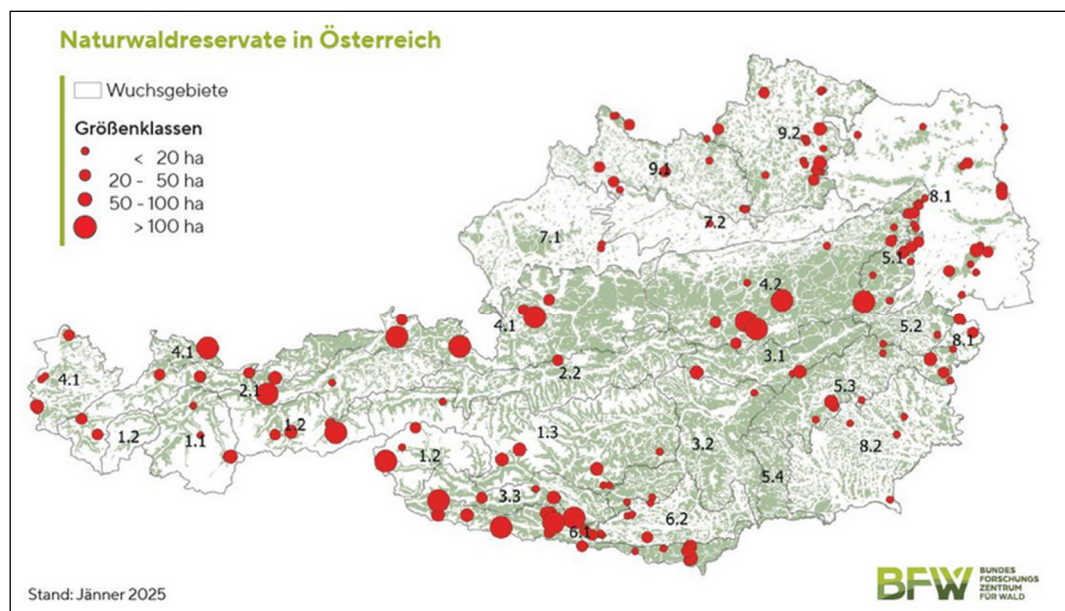 Naturwaldreservate in Österreich
Wuchsgebiete
Größenklassen
< 20 ha
20 - 50 ha
50 - 100 ha
> 100 ha
9.2
9.1
8.1
7.2
7.1
5.1
4.2
4.1
5.2
8.1
3.1
4.1
2.2
4.1
2.1
5.3
1.2
1.2
1.1
1.3
3.2
8.2
1.2
5.4
3.3
6.2
6.1
Stand: Jänner 2025
BFW
BUNDES
FORSCHUNGS
ZENTRUM
FÜR WALD